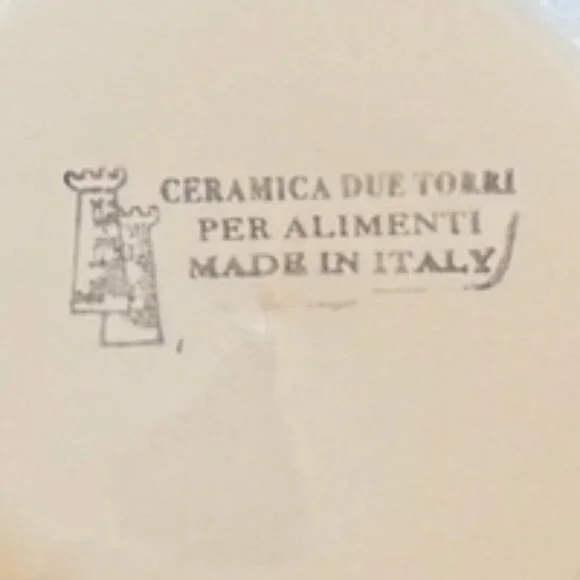 CERAMICA DUE TORRI
PER ALIMENTI
MADE IN ITALY